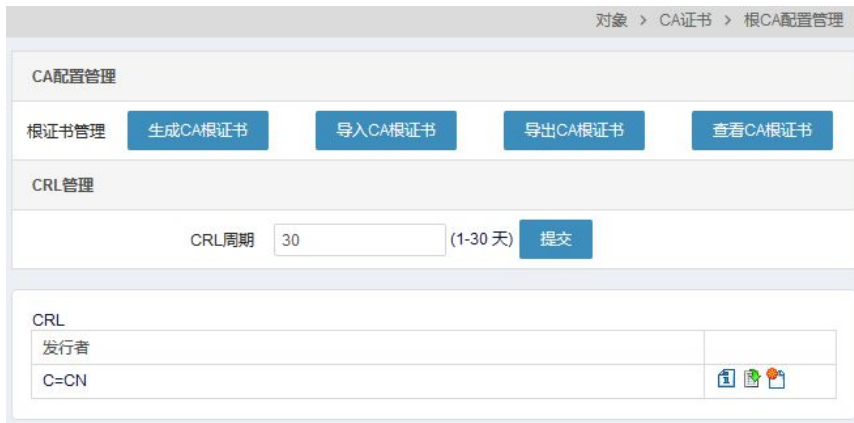 对象 > CA证书 > 根CA配置管理
CA配置管理
根证书管理 生成CA根证书 导入CA根证书 导出CA根证书 查看CA根证书
CRL管理
CRL周期 30 (1-30 天) 提交
CRL
发行者
C=CN